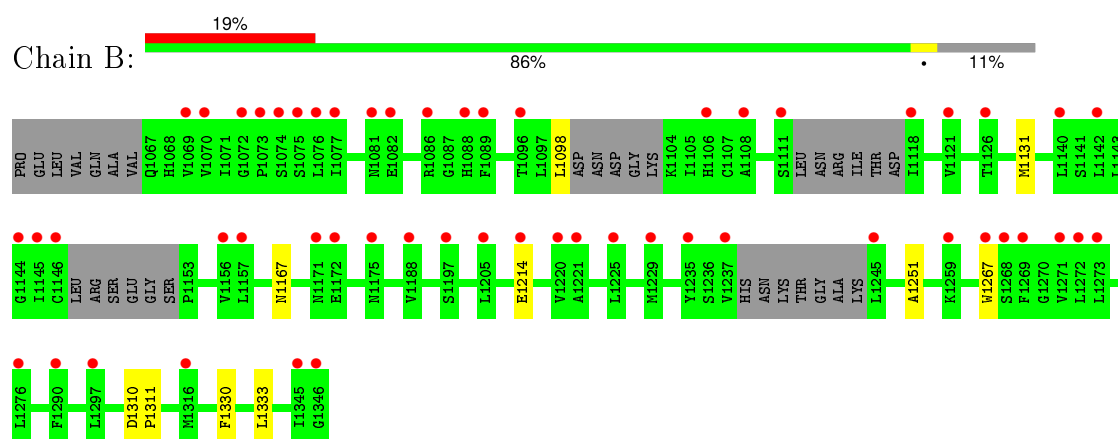 19%
Chain B:
86% • 11%
PRO GLU LEU VAL GLN ALA VAL Q1067 H1068 V1069 V1070 I1071 G1072 P1073 S1074 S1075 L1076 I1077 N1081 E1082 R1086 G1087 H1088 F1089 T1096 L1097 L1098 ASP ASN ASP GLY LYS K104 I1105 H1106 C1107 A1108 S1111 LEU ASN ARG ILE THR ASP I1118 V1121 T1126 M1131 L1140 S1141 L1142 L1143
G1144 I1145 C1146 LEU ARG SER GLU GLY SER P1153 V1156 L1157 N1167 N1171 E1172 N1175 V1188 S1197 L1205 E1214 V1220 A1221 L1225 M1229 Y1235 S1236 V1237 HIS ASN LYS THR GLY ALA LYS L1245 A1251 K1259 W1267 S1268 F1269 G1270 V1271 L1272 L1273
L1276 F1290 L1297 D1310 P1311 M1316 F1330 L1333 I1345 G1346